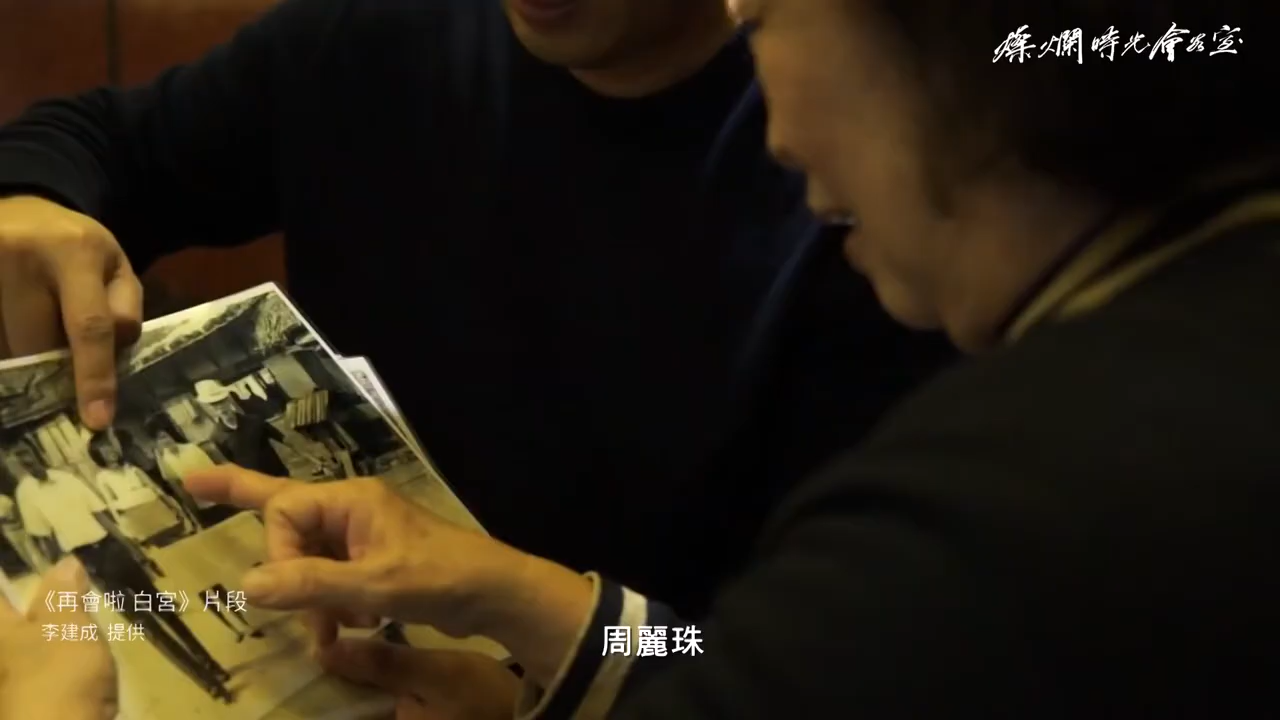 燦爛時光會客室
《再會啦 白宮》片段
李建成 提供
周麗珠